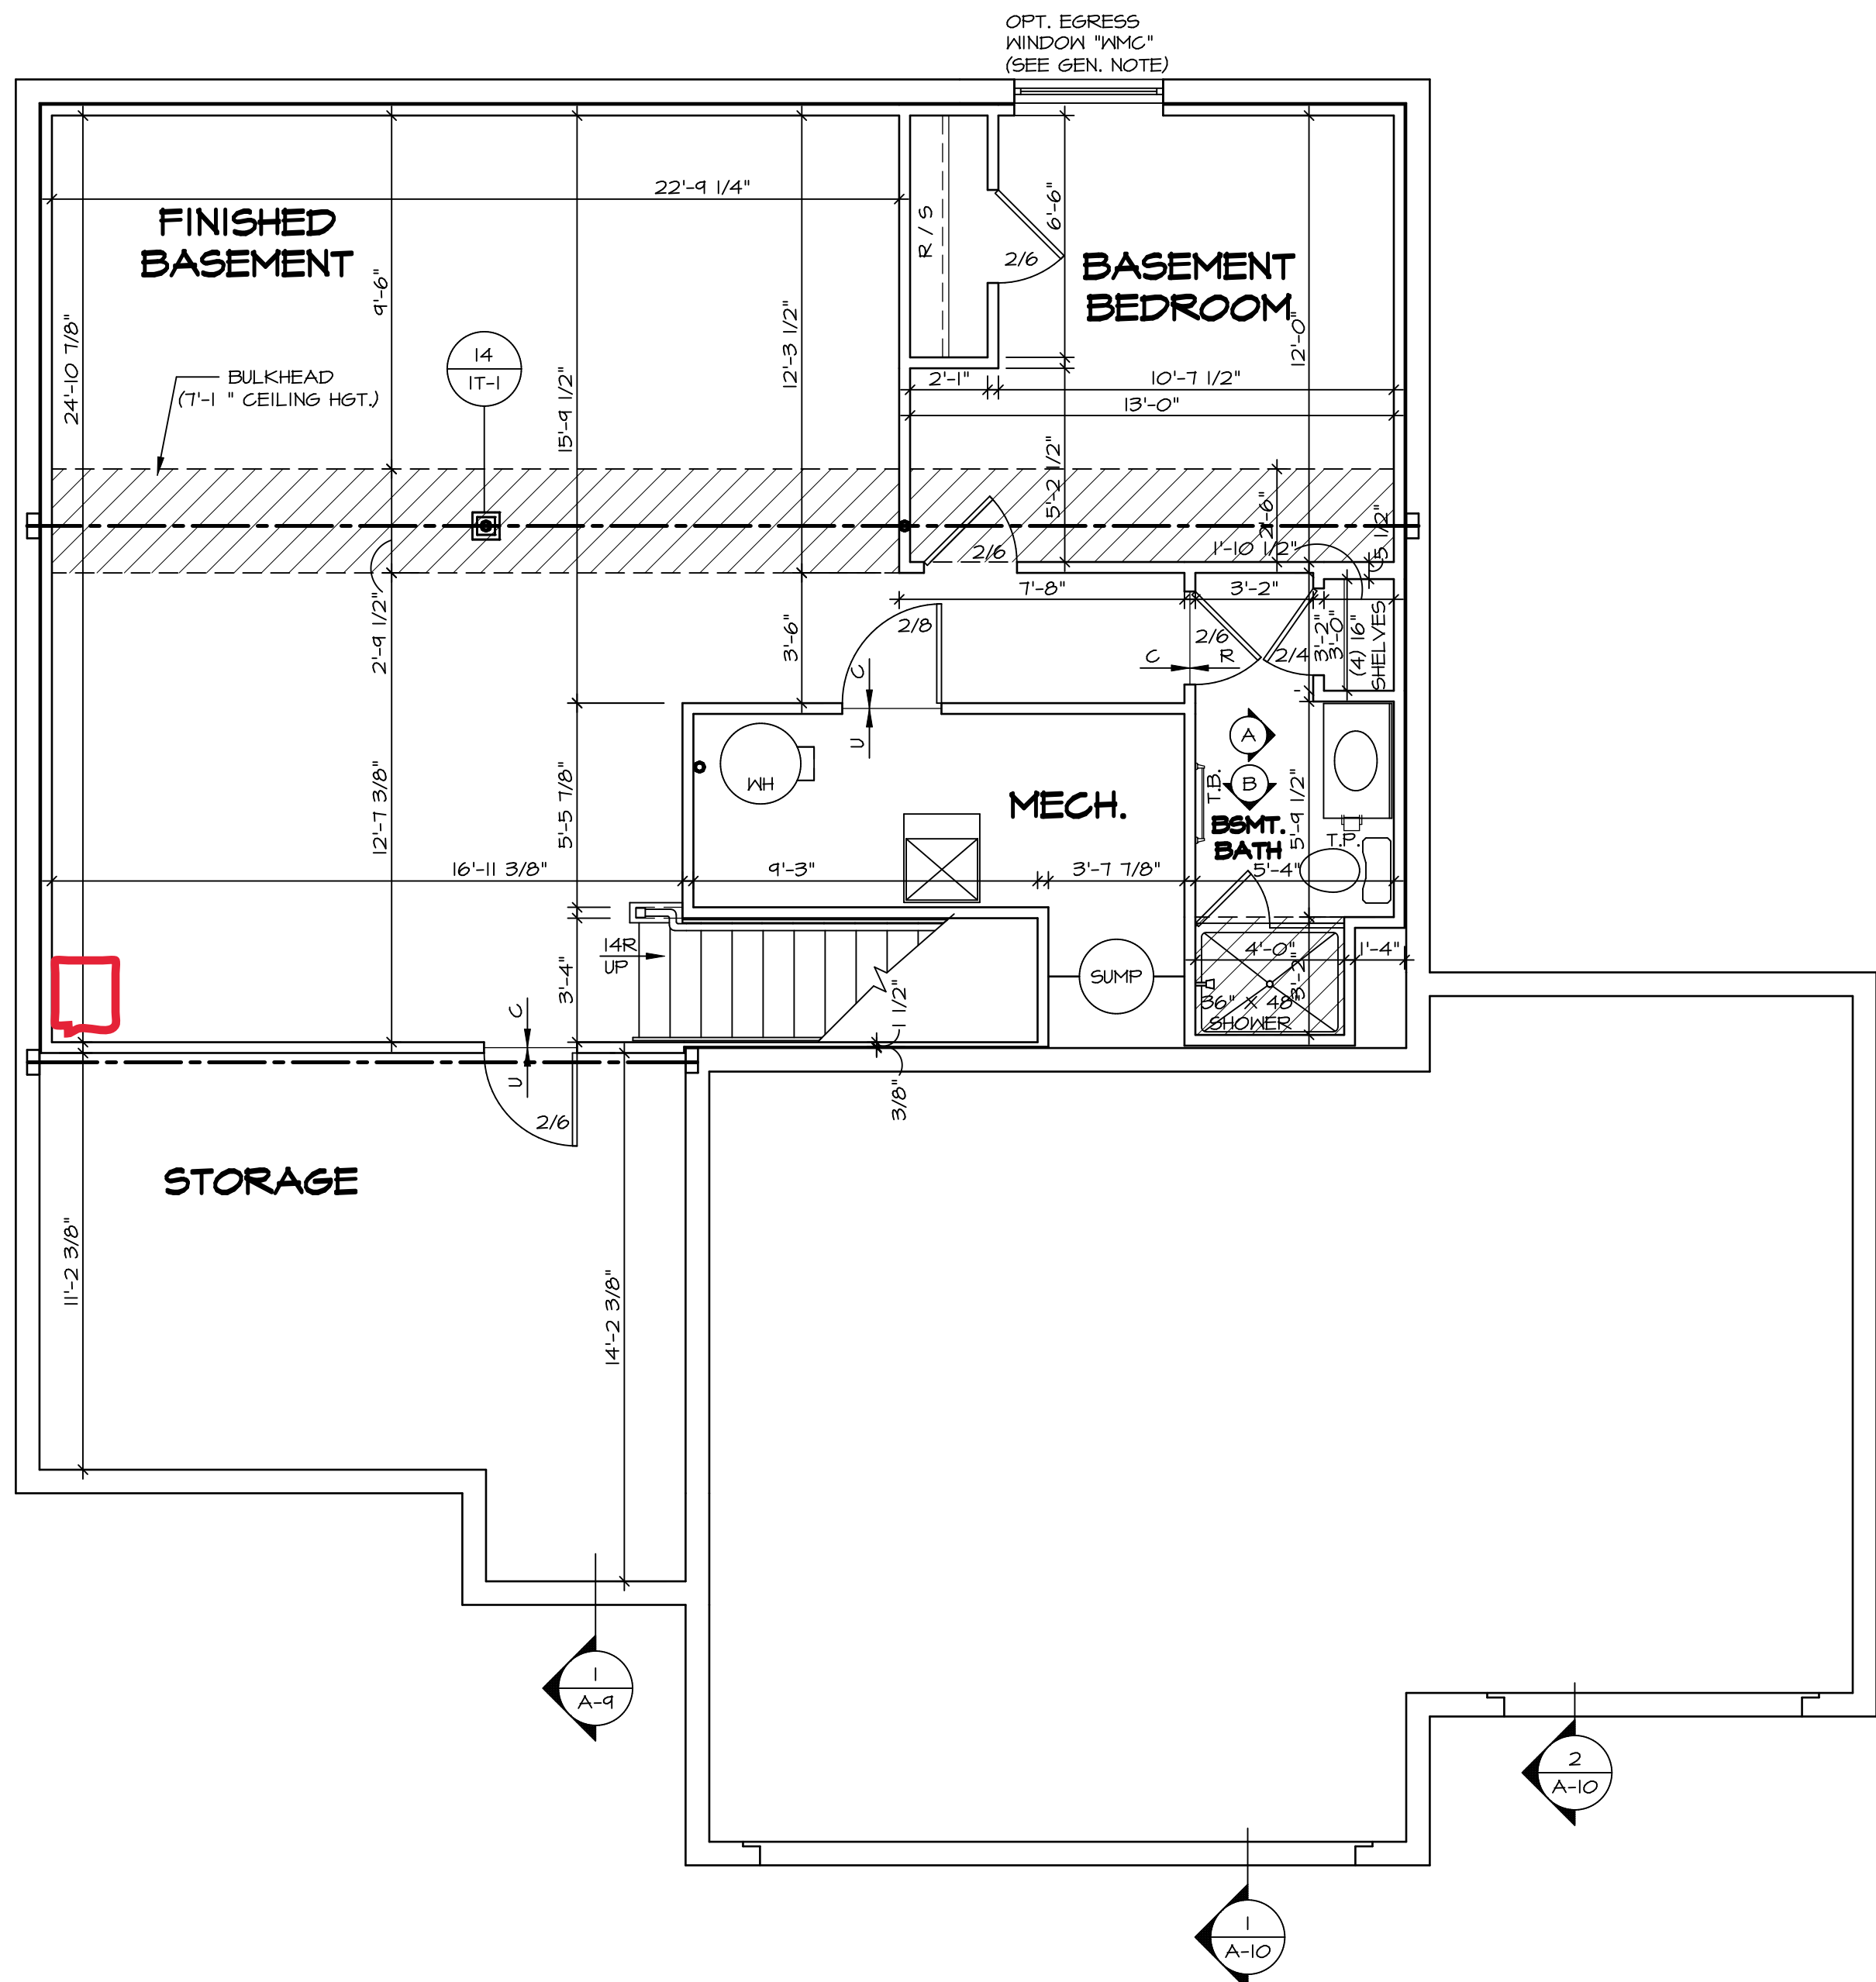 OPT. EGRESS
WINDOW "WMC"
(SEE GEN. NOTE)
22'-9 1/4"
FINISHED
BASEMENT
24'-10 7/8"
9'-6"
15'-9 1/2"
12'-3 1/2"
R / S
6'-6"
2/6
BASEMENT
BEDROOM
12'-0"
14
1T-1
BULKHEAD
(7'-1 " CEILING HGT.)
2'-1"
10'-7 1/2"
13'-0"
5'-2 1/2"
2'-6"
5 1/2"
1'-10 1/2"
2/6
7'-8"
3'-2"
2'-9 1/2"
3'-6"
2/8
2/6
2/4
3'-2"
3'-0"
(4) 16"
SHELVES
C
R
C
U
A
B
T.B.
WH
MECH.
BSMT.
BATH
5'-9 1/2"
T.P.
12'-7 3/8"
5'-5 7/8"
16'-11 3/8"
9'-3"
3'-7 7/8"
5'-4"
14R
UP
3'-4"
SUMP
4'-0"
1'-4"
3'-2"
36" X 48"
SHOWER
1 1/2"
3/8"
C
U
2/6
STORAGE
11'-2 3/8"
14'-2 3/8"
1
A-9
2
A-10
1
A-10